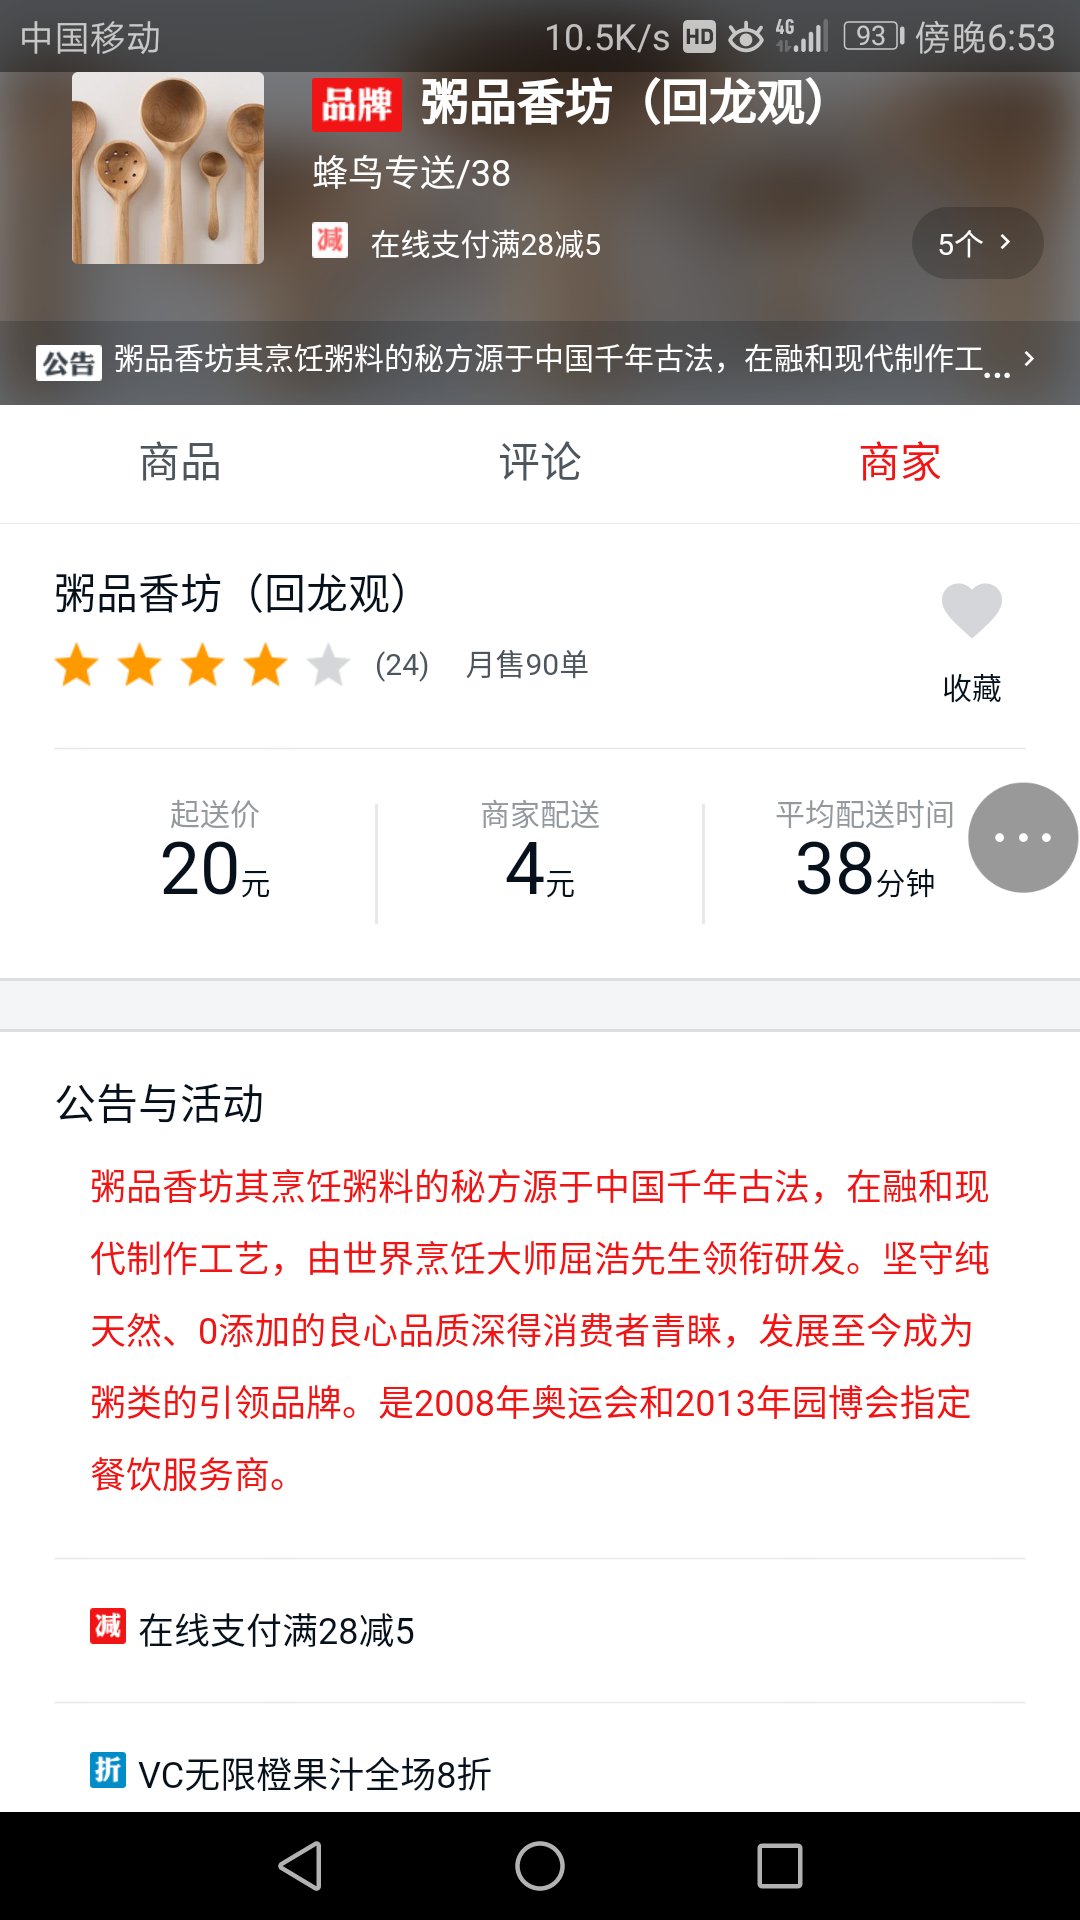 中国移动 10.5K/s HD 4G 93 傍晚6:53
品牌 粥品香坊（回龙观）
蜂鸟专送/38
减 在线支付满28减5 5个
公告 粥品香坊其烹饪粥料的秘方源于中国千年古法，在融和现代制作工...
商品 评论 商家
粥品香坊（回龙观）
(24) 月售90单
收藏
起送价 商家配送 平均配送时间
20元 4元 38分钟
公告与活动
粥品香坊其烹饪粥料的秘方源于中国千年古法，在融和现
代制作工艺，由世界烹饪大师屈浩先生领衔研发。坚守纯
天然、0添加的良心品质深得消费者青睐，发展至今成为
粥类的引领品牌。是2008年奥运会和2013年园博会指定
餐饮服务商。
减 在线支付满28减5
折 VC无限橙果汁全场8折